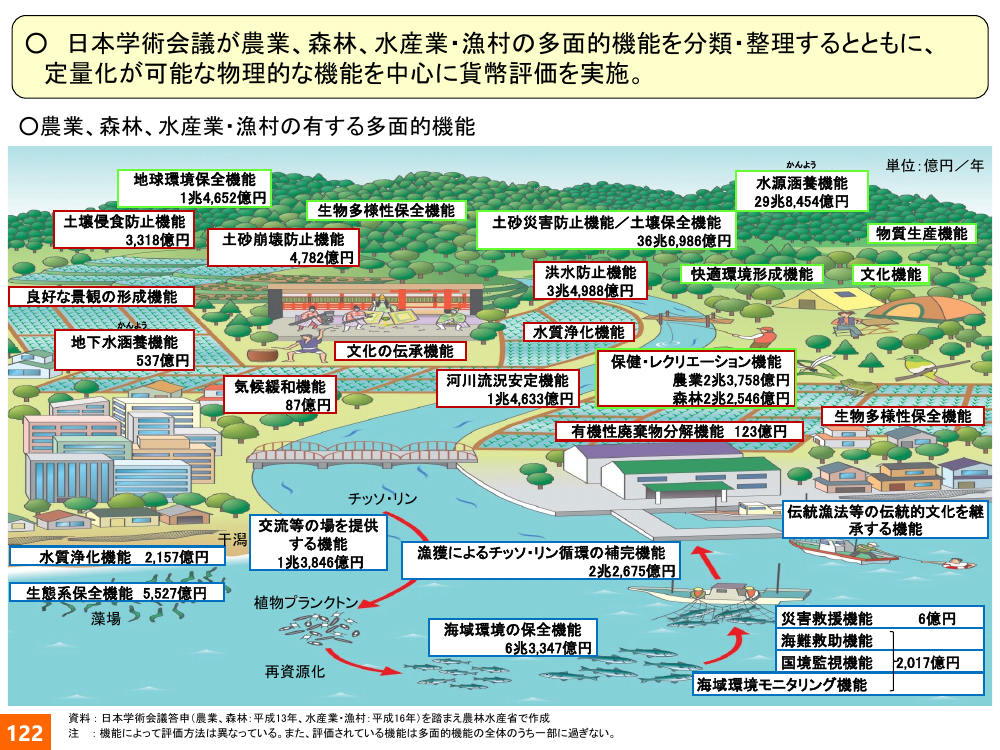 〇　日本学術会議が農業、森林、水産業・漁村の多面的機能を分類・整理するとともに、
定量化が可能な物理的な機能を中心に貨幣評価を実施。
〇農業、森林、水産業・漁村の有する多面的機能
単位：億円／年
地球環境保全機能
1兆4,652億円
かんよう
水源涵養機能
29兆8,454億円
生物多様性保全機能
土壌侵食防止機能
3,318億円
土砂崩壊防止機能
4,782億円
土砂災害防止機能／土壌保全機能
36兆6,986億円
物質生産機能
洪水防止機能
3兆4,988億円
快適環境形成機能
文化機能
良好な景観の形成機能
かんよう
地下水涵養機能
537億円
水質浄化機能
文化の伝承機能
保健・レクリエーション機能
農業2兆3,758億円
森林2兆2,546億円
気候緩和機能
87億円
河川流況安定機能
1兆4,633億円
生物多様性保全機能
有機性廃棄物分解機能　123億円
チッソ・リン
伝統漁法等の伝統的文化を継
承する機能
交流等の場を提供
する機能
1兆3,846億円
干潟
水質浄化機能　2,157億円
漁獲によるチッソ・リン循環の補完機能
2兆2,675億円
生態系保全機能　5,527億円
藻場
植物プランクトン
海域環境の保全機能
6兆3,347億円
災害救援機能　6億円
海難救助機能
国境監視機能　2,017億円
海域環境モニタリング機能
再資源化
資料：日本学術会議答申（農業、森林：平成13年、水産業・漁村：平成16年）を踏まえ農林水産省で作成
注　：機能によって評価方法は異なっている。また、評価されている機能は多面的機能の全体のうち一部に過ぎない。
122